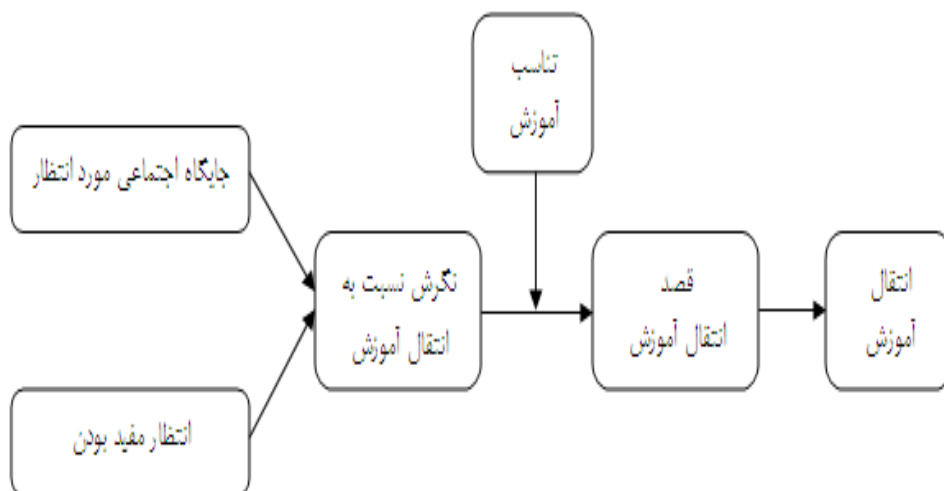 تناسب
آموزش
جایگاه اجتماعی مورد انتظار
نگرش نسبت به
انتقال آموزش
قصد
انتقال آموزش
انتقال
آموزش
انتظار مفید بودن